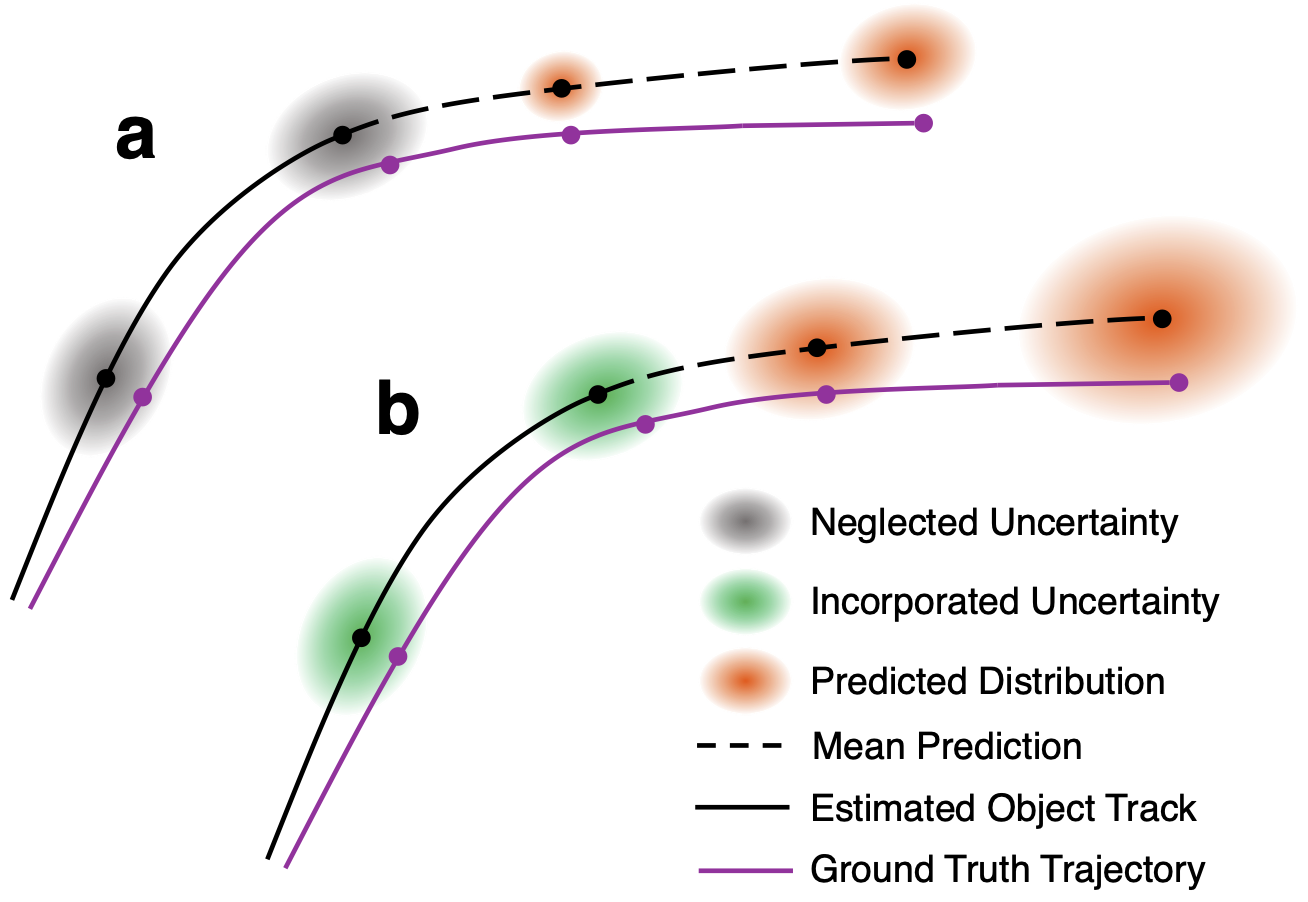 a
b
Neglected Uncertainty
Incorporated Uncertainty
Predicted Distribution
Mean Prediction
Estimated Object Track
Ground Truth Trajectory